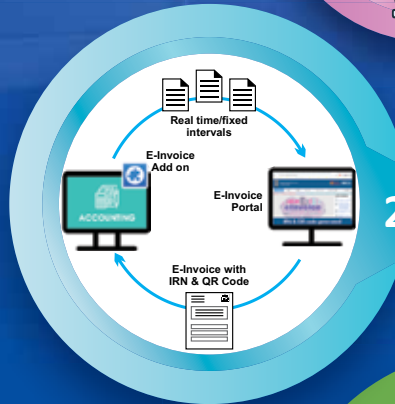 Real time/fixed
intervals
E-Invoice
Add on
ACCOUNTING
E-Invoice
Portal
2
E-Invoice with
IRN & QR Code